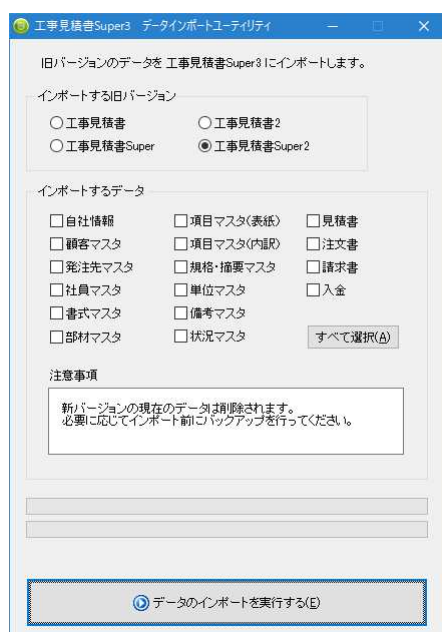 工事見積書Super3 データインポートユーティリティ
旧バージョンのデータを 工事見積書Super3 にインポートします。
インポートする旧バージョン
工事見積書 工事見積書2
工事見積書Super 工事見積書Super2
インポートするデータ
自社情報 項目マスタ(表紙) 見積書
顧客マスタ 項目マスタ(内訳) 注文書
発注先マスタ 規格・摘要マスタ 請求書
社員マスタ 単位マスタ 入金
書式マスタ 備考マスタ
部材マスタ 状況マスタ すべて選択(A)
注意事項
新バージョンの現在のデータは削除されます。
必要に応じてインポート前にバックアップを行ってください。
データのインポートを実行する(E)